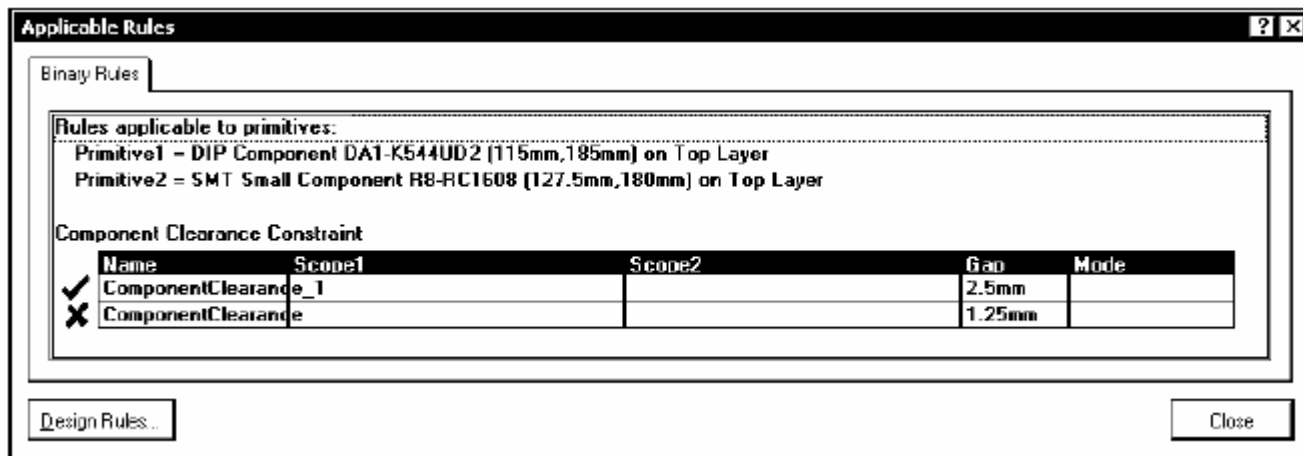 Applicable Rules
Binary Rules
Rules applicable to primitives:
Primitive1 = DIP Component DA1-K544UD2 (115mm,185mm) on Top Layer
Primitive2 = SMT Small Component R8-RC1608 (127.5mm,180mm) on Top Layer
Component Clearance Constraint
Name Scope1 Scope2 Gap Mode
ComponentClearance_1 2.5mm
ComponentClearance 1.25mm
Design Rules... Close